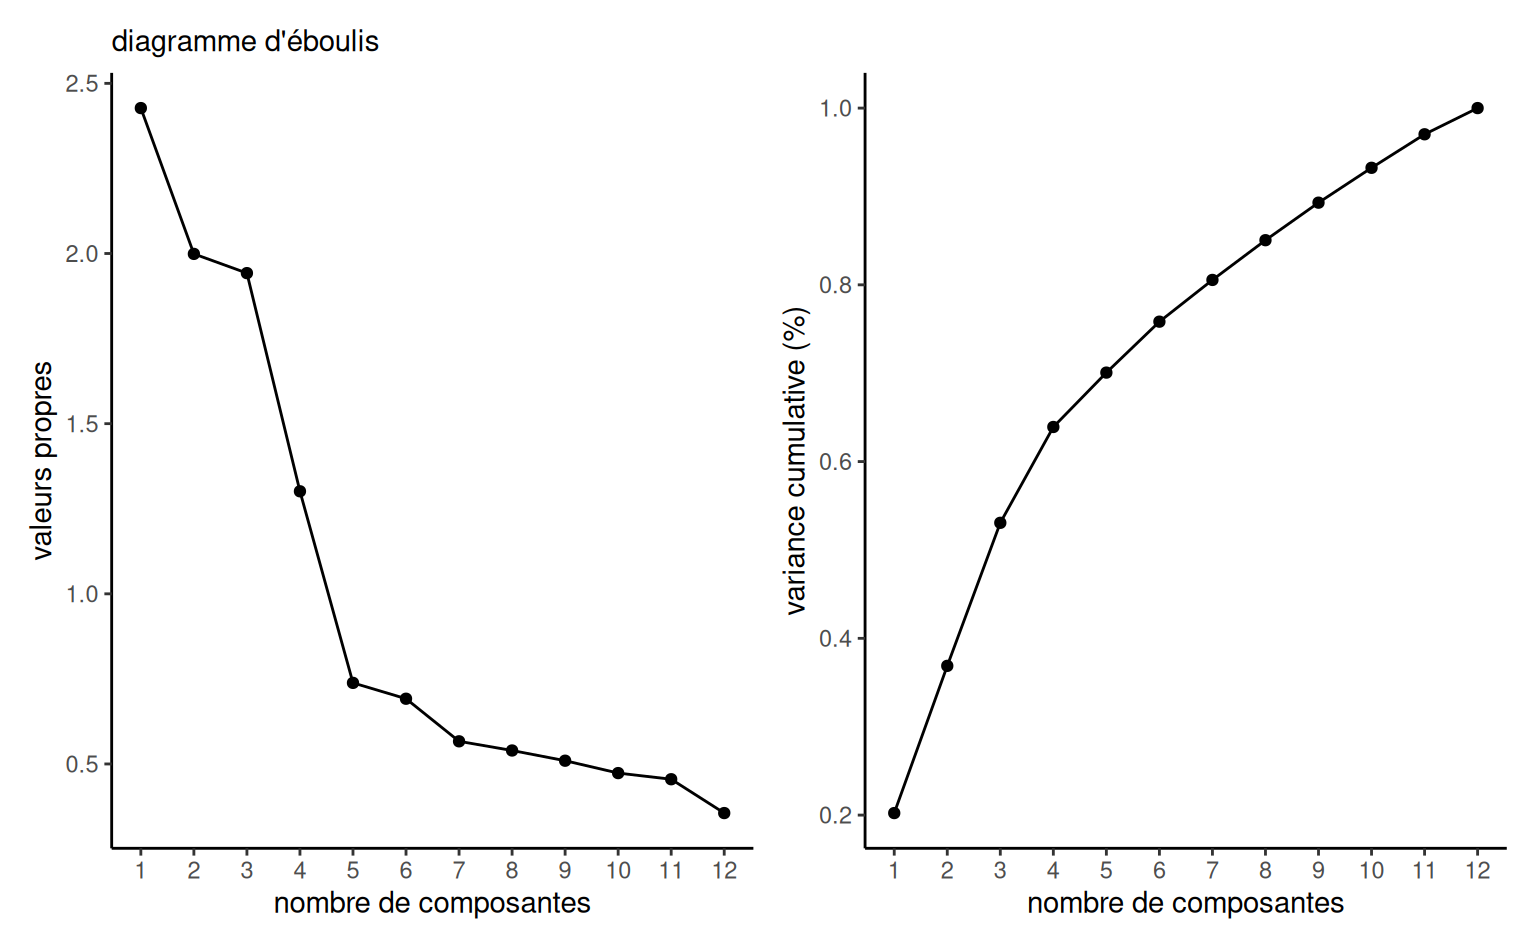 diagramme d'éboulis
valeurs propres
2.5
2.0
1.5
1.0
0.5
1 2 3 4 5 6 7 8 9 10 11 12
nombre de composantes
variance cumulative (%)
1.0
0.8
0.6
0.4
0.2
1 2 3 4 5 6 7 8 9 10 11 12
nombre de composantes